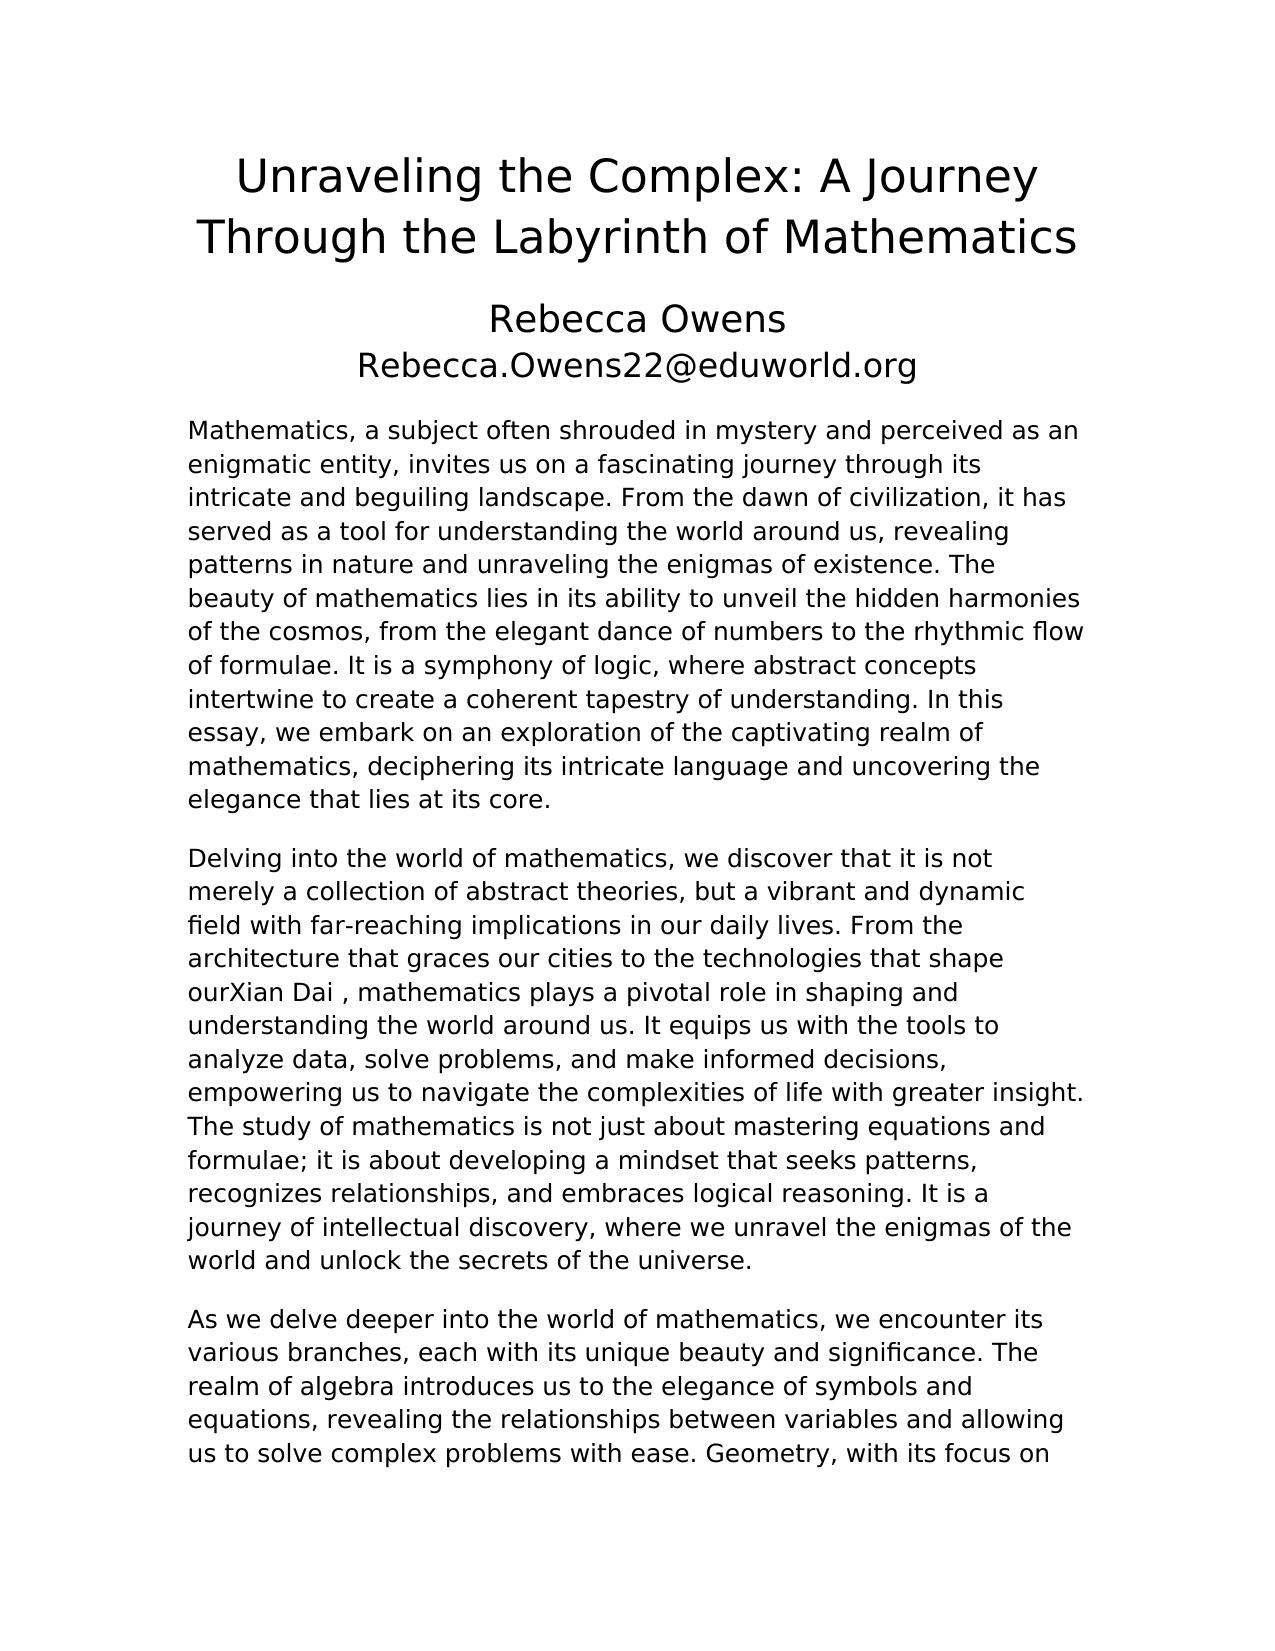 Unraveling the Complex: A Journey
Through the Labyrinth of Mathematics
Rebecca Owens
Rebecca.Owens22@eduworld.org
Mathematics, a subject often shrouded in mystery and perceived as an
enigmatic entity, invites us on a fascinating journey through its
intricate and beguiling landscape. From the dawn of civilization, it has
served as a tool for understanding the world around us, revealing
patterns in nature and unraveling the enigmas of existence. The
beauty of mathematics lies in its ability to unveil the hidden harmonies
of the cosmos, from the elegant dance of numbers to the rhythmic flow
of formulae. It is a symphony of logic, where abstract concepts
intertwine to create a coherent tapestry of understanding. In this
essay, we embark on an exploration of the captivating realm of
mathematics, deciphering its intricate language and uncovering the
elegance that lies at its core.
Delving into the world of mathematics, we discover that it is not
merely a collection of abstract theories, but a vibrant and dynamic
field with far-reaching implications in our daily lives. From the
architecture that graces our cities to the technologies that shape
ourXian Dai , mathematics plays a pivotal role in shaping and
understanding the world around us. It equips us with the tools to
analyze data, solve problems, and make informed decisions,
empowering us to navigate the complexities of life with greater insight.
The study of mathematics is not just about mastering equations and
formulae; it is about developing a mindset that seeks patterns,
recognizes relationships, and embraces logical reasoning. It is a
journey of intellectual discovery, where we unravel the enigmas of the
world and unlock the secrets of the universe.
As we delve deeper into the world of mathematics, we encounter its
various branches, each with its unique beauty and significance. The
realm of algebra introduces us to the elegance of symbols and
equations, revealing the relationships between variables and allowing
us to solve complex problems with ease. Geometry, with its focus on